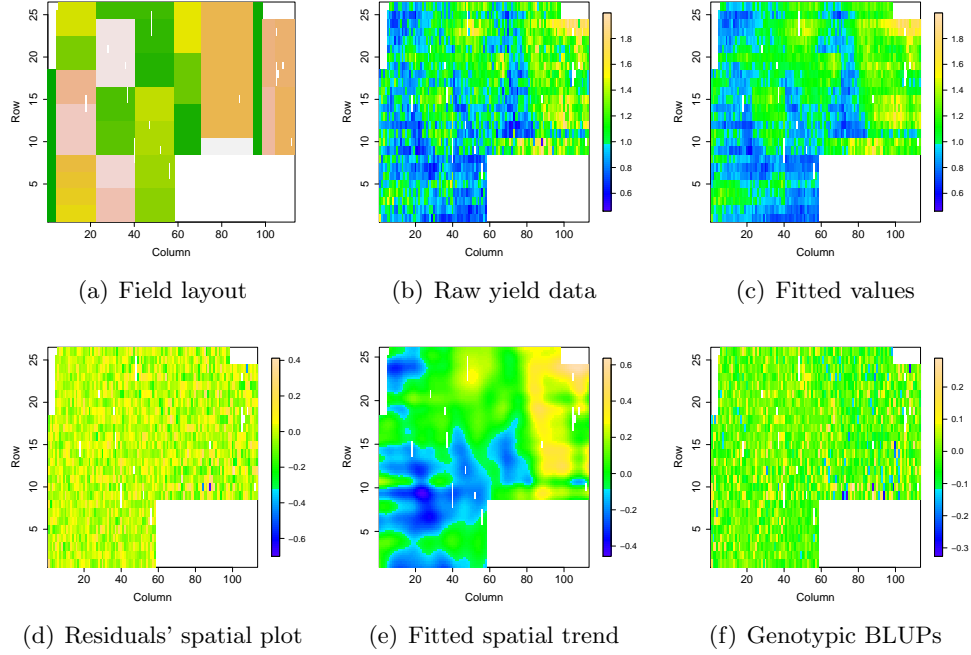 25
20
15
10
5
Row
20 40 60 80 100
Column
(a) Field layout
25
20
15
10
5
Row
20 40 60 80 100
Column
1.8
1.6
1.4
1.2
1.0
0.8
0.6
(b) Raw yield data
25
20
15
10
5
Row
20 40 60 80 100
Column
1.8
1.6
1.4
1.2
1.0
0.8
0.6
(c) Fitted values
25
20
15
10
5
Row
20 40 60 80 100
Column
0.4
0.2
0.0
−0.2
−0.4
−0.6
(d) Residuals' spatial plot
25
20
15
10
5
Row
20 40 60 80 100
Column
0.6
0.4
0.2
0.0
−0.2
−0.4
(e) Fitted spatial trend
25
20
15
10
5
Row
20 40 60 80 100
Column
0.2
0.1
0.0
−0.1
−0.2
−0.3
(f) Genotypic BLUPs